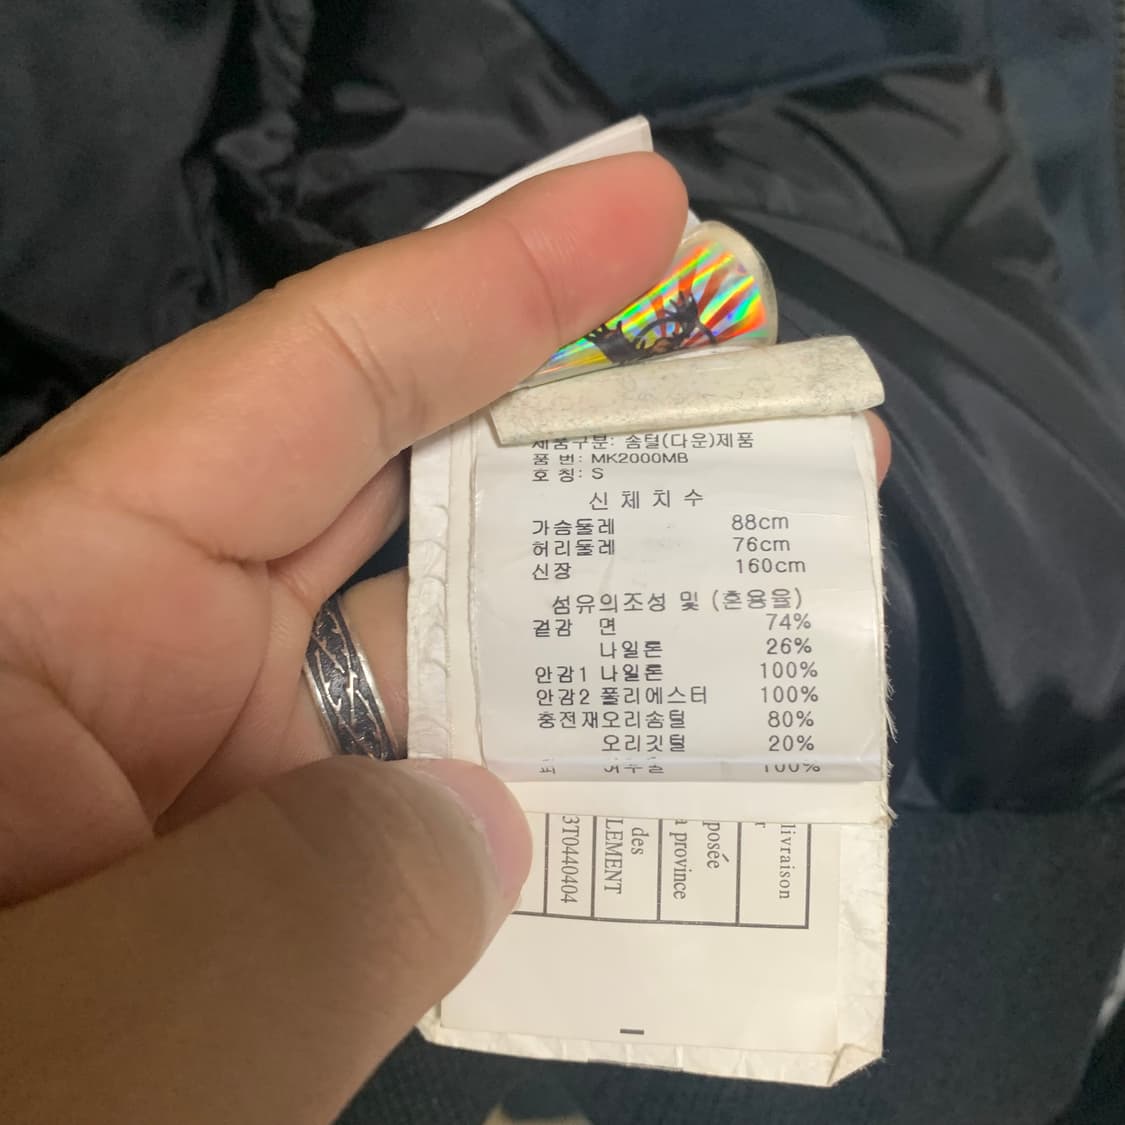 제품구분: 솜털(다운)제품
품 번: MK2000MB
호 칭: S
신 체 치 수
가슴둘레 88cm
허리둘레 76cm
신장 160cm
섬유의조성 및 (혼용율)
겉감 면 74%
나일론 26%
안감1 나일론 100%
안감2 폴리에스터 100%
충전재오리솜털 80%
오리깃털 20%
100%
livraison
r
posée
a province
des
LEMENT
3T0440404